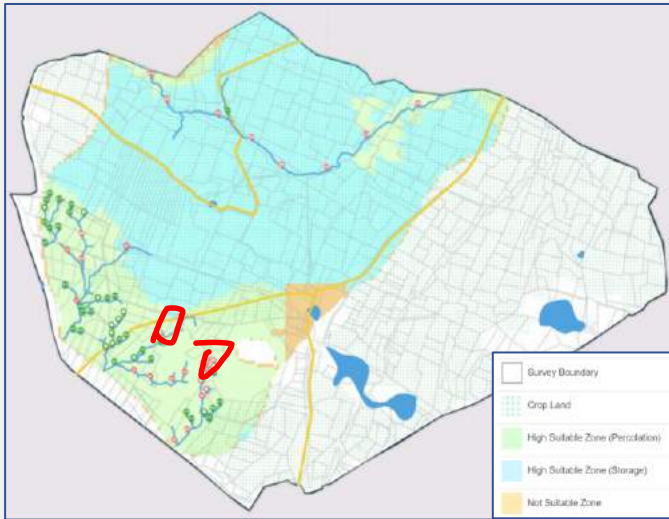 Survey Boundary
Crop Land
High Suitable Zone (Percolation)
High Suitable Zone (Storage)
Not Suitable Zone